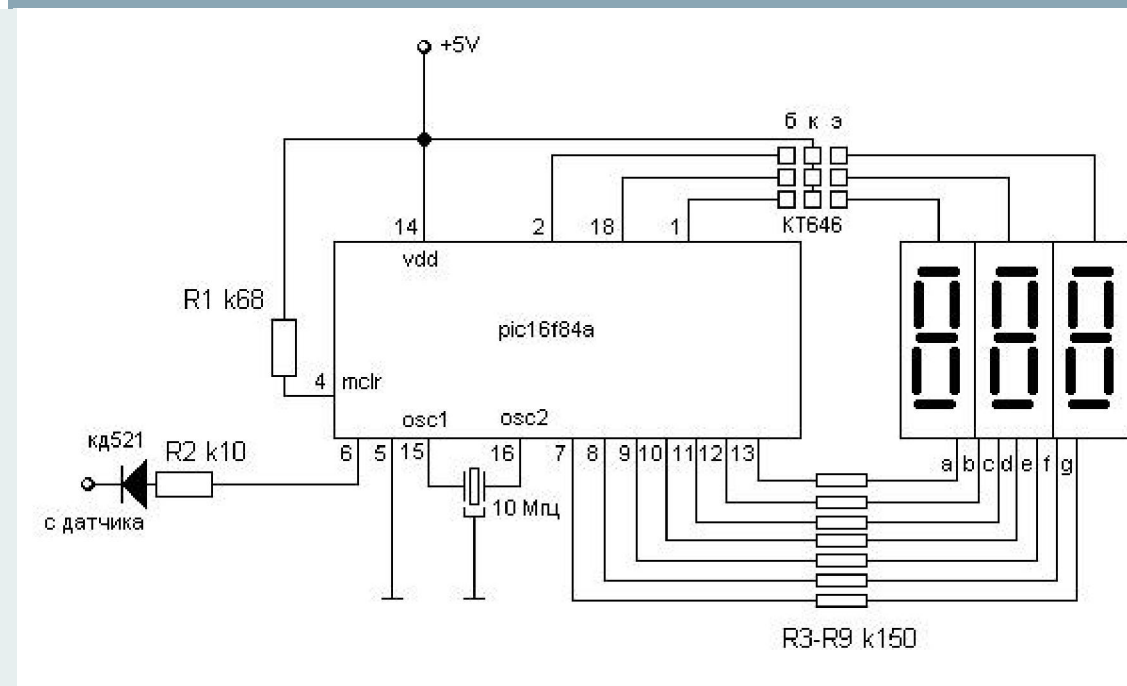 +5V
б к э
КТ646
14
2
18
1
vdd
R1 k68
pic16f84a
4
mclr
osc1
osc2
кд521
R2 k10
6
5
15
16
7
8
9
10
11
12
13
a
b
c
d
e
f
g
10 Мгц
с датчика
R3-R9 k150